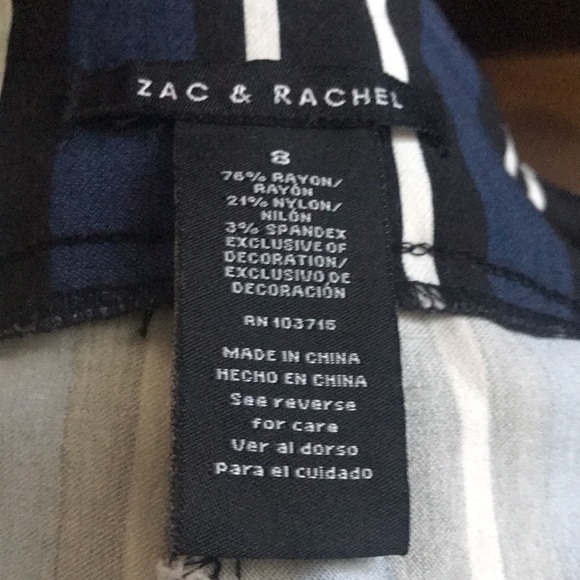 ZAC & RACHEL
8
76% RAYON/
RAYÓN
21% NYLON/
NILÓN
3% SPANDEX
EXCLUSIVE OF
DECORATION/
EXCLUSIVO DE
DECORACIÓN
RN 103715
MADE IN CHINA
HECHO EN CHINA
See reverse
for care
Ver al dorso
para el cuidado